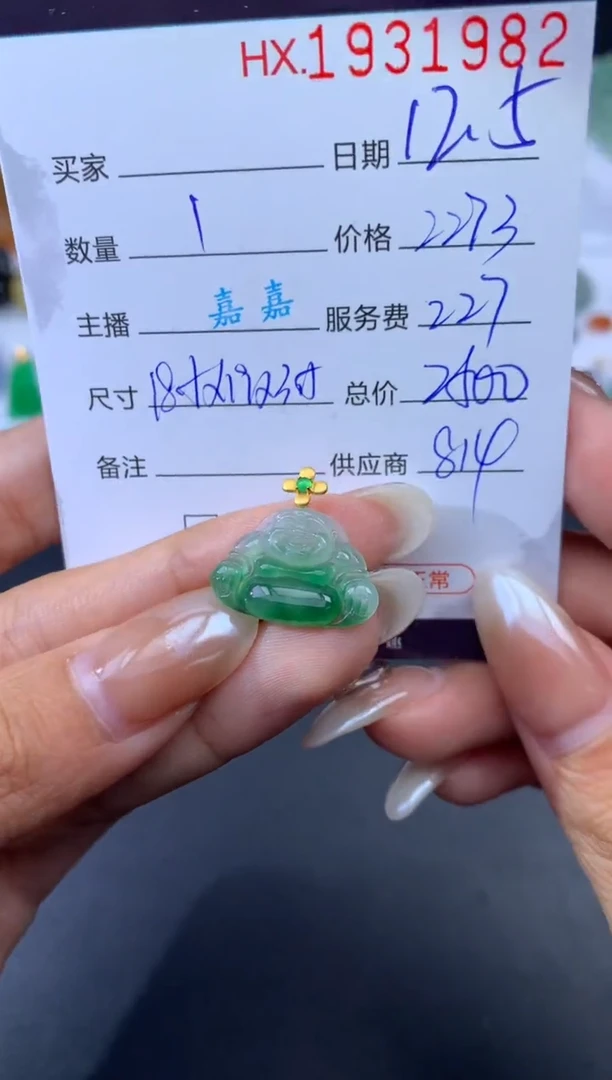 HX.1931982
买家 日期 12.5
数量 1 价格 2273
主播 嘉嘉 服务费 227
尺寸 总价 2500
备注 供应商 814
常